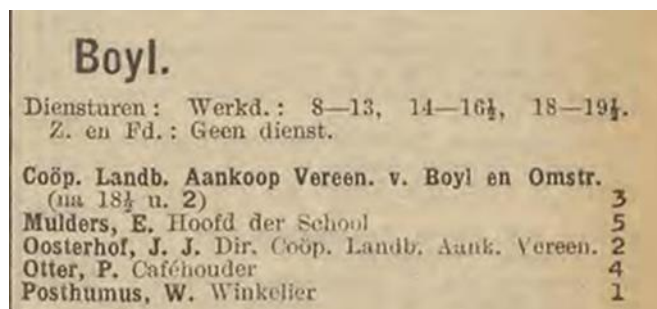 Boyl.
Diensturen: Werkd.: 8—13, 14—16½, 18—19½.
Z. en Fd.: Geen dienst.
Coöp. Landb. Aankoop Vereen. v. Boyl en Omstr.
(na 18½ u. 2) 3
Mulders, E. Hoofd der School 5
Oosterhof, J. J. Dir. Coöp. Landb. Aank. Vereen. 2
Otter, P. Caféhouder 4
Posthumus, W. Winkelier 1